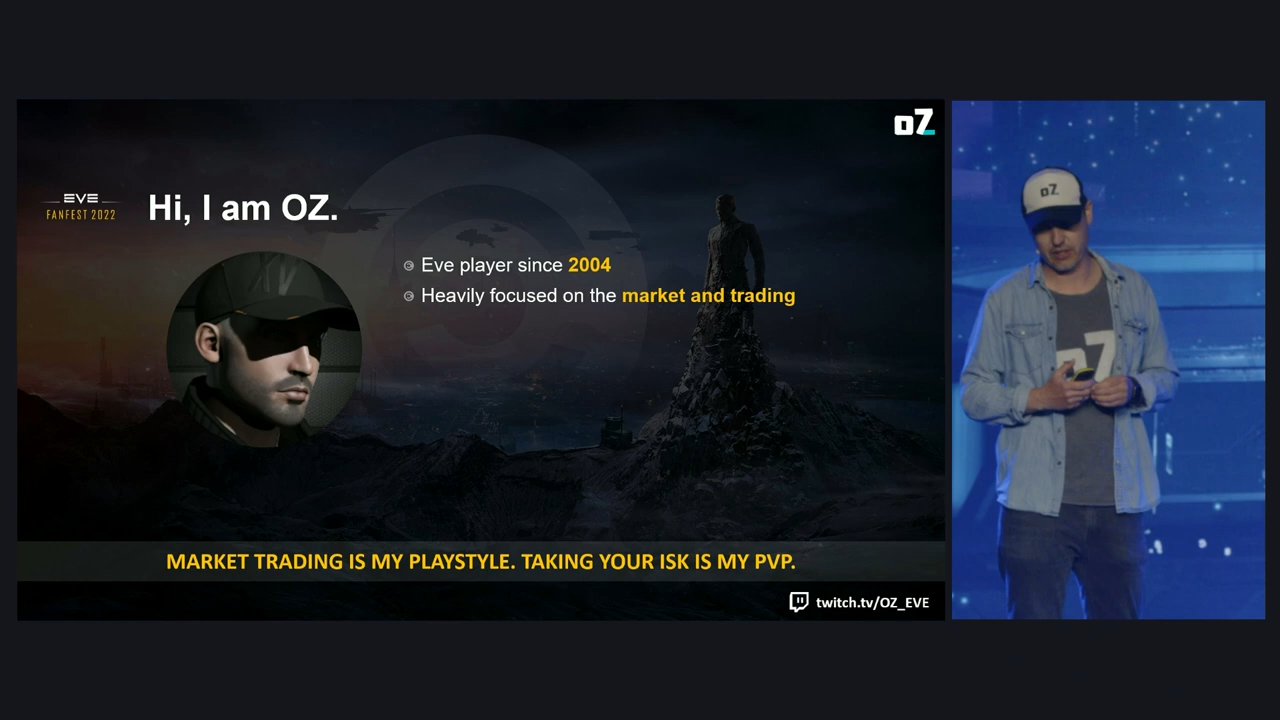 oZ
EVE
FANFEST 2022
Hi, I am OZ.
Eve player since 2004
Heavily focused on the market and trading
MARKET TRADING IS MY PLAYSTYLE. TAKING YOUR ISK IS MY PVP.
twitch.tv/OZ_EVE
oZ
oZ